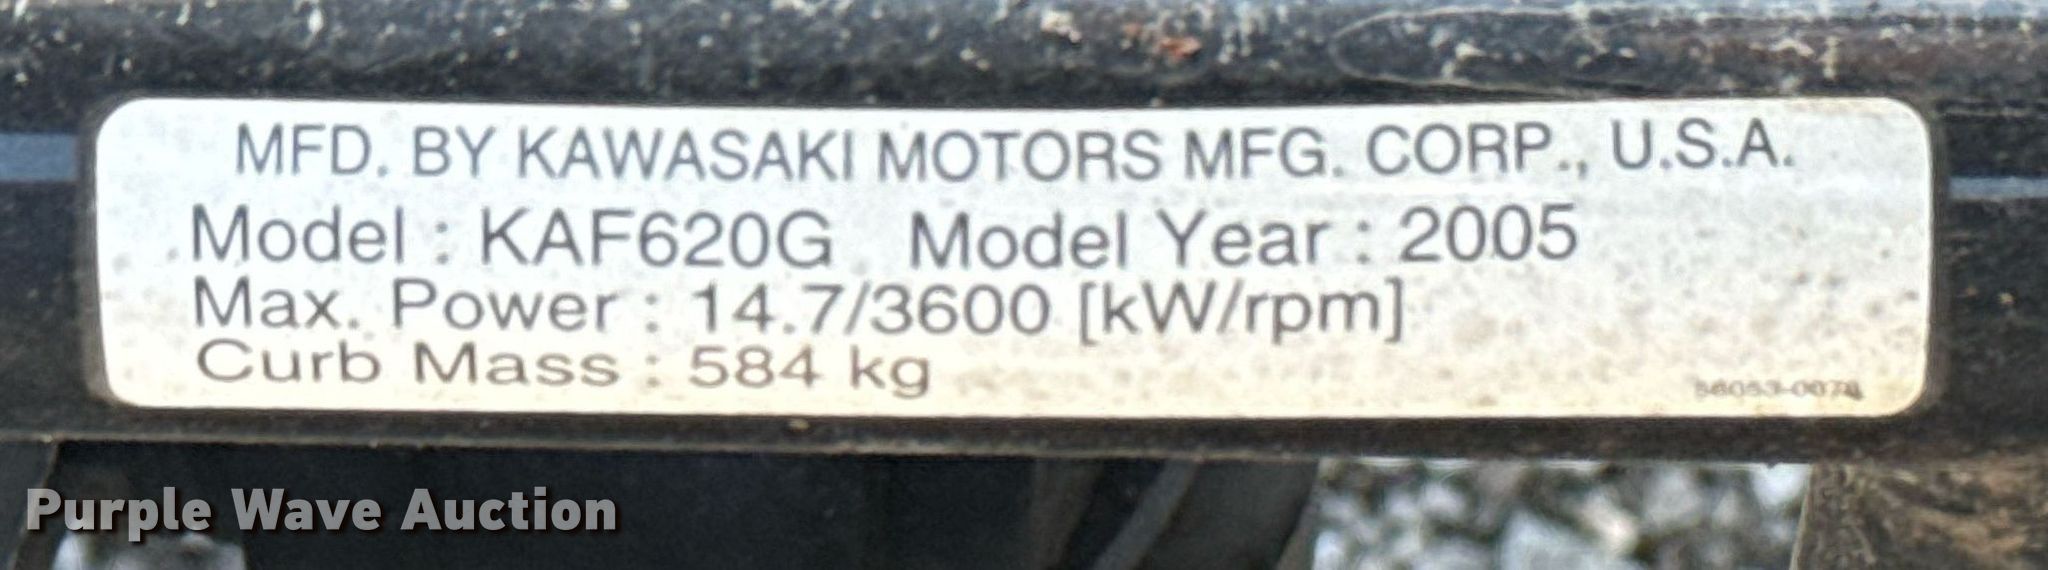 MFD. BY KAWASAKI MOTORS MFG. CORP., U.S.A.
Model : KAF620G Model Year : 2005
Max. Power : 14.7/3600 [kW/rpm]
Curb Mass : 584 kg
Purple Wave Auction